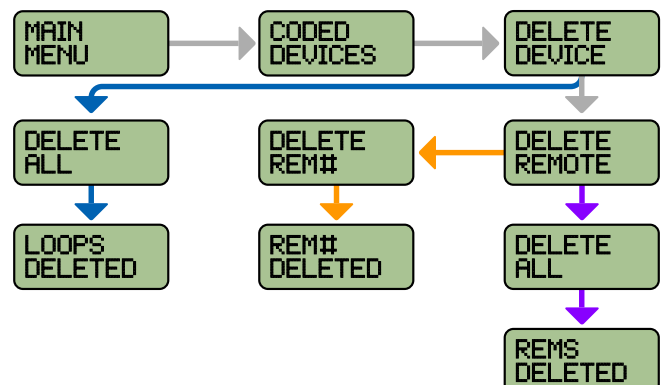 MAIN
MENU
CODED
DEVICES
DELETE
DEVICE
DELETE
ALL
DELETE
REM#
DELETE
REMOTE
LOOPS
DELETED
REM#
DELETED
DELETE
ALL
REMS
DELETED